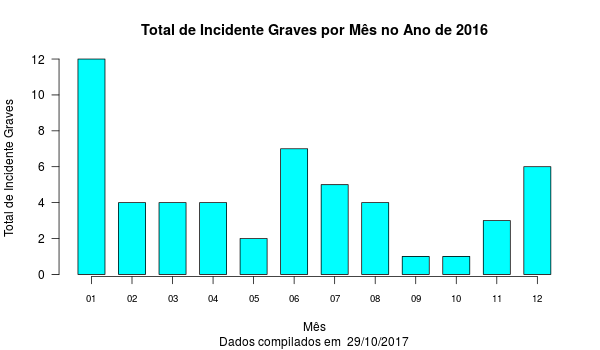 Total de Incidente Graves por Mês no Ano de 2016
Total de Incidente Graves
12
10
8
6
4
2
0
01 02 03 04 05 06 07 08 09 10 11 12
Mês
Dados compilados em  29/10/2017